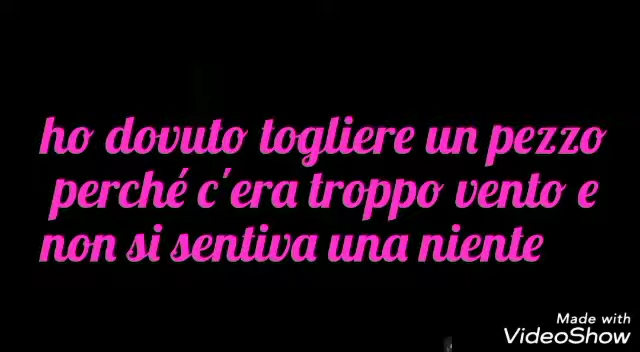 ho dovuto togliere un pezzo
perché c'era troppo vento e
non si sentiva una niente
Made with
VideoShow